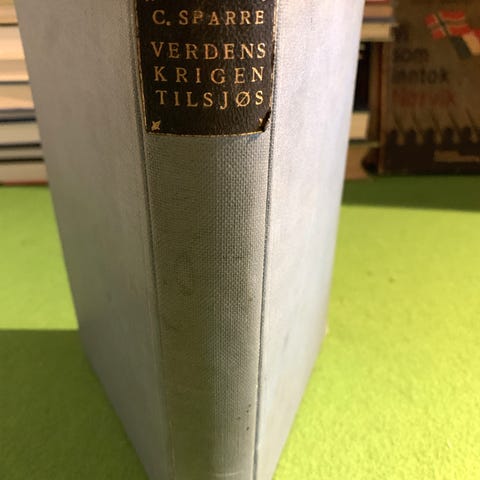 C. SPARRE
VERDENS
KRIGEN
TILSJØS
Vi
som
inntok
Narvik